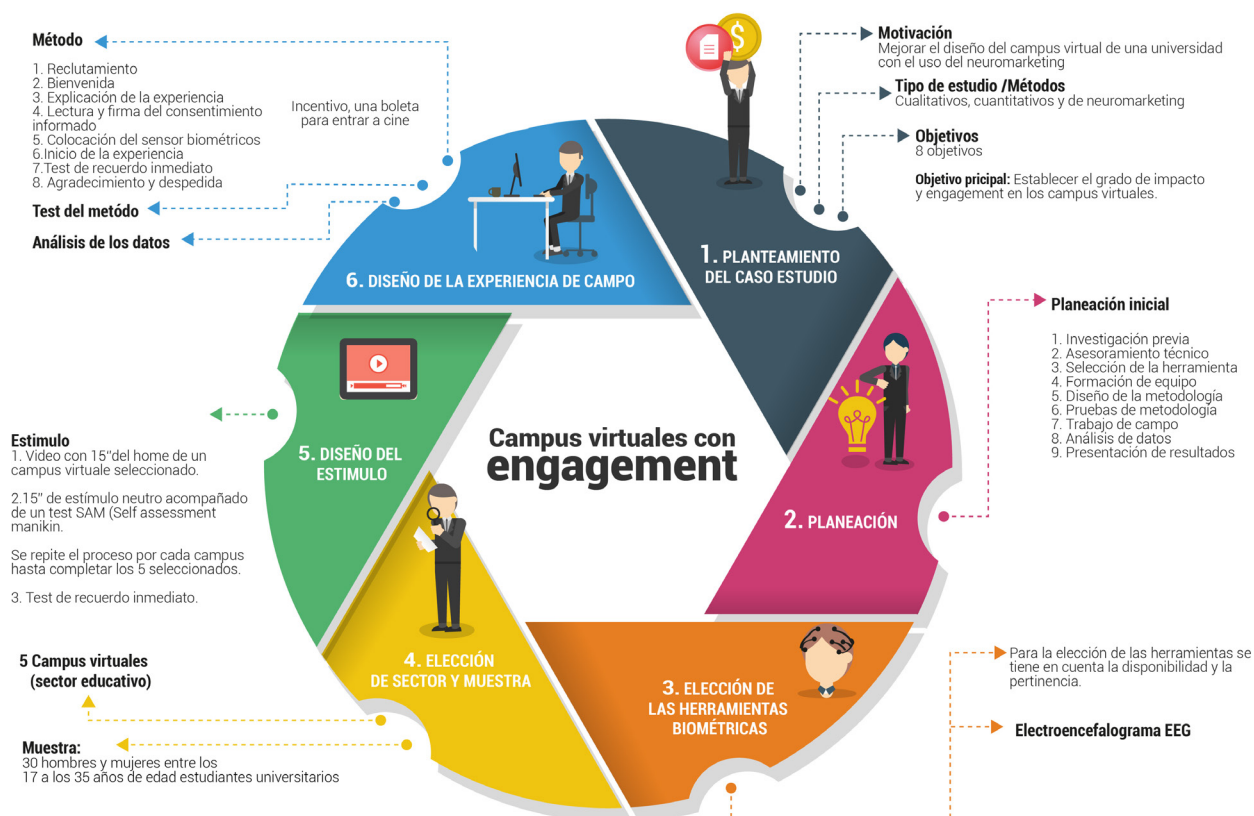 Método
1. Reclutamiento
2. Bienvenida
3. Explicación de la experiencia
4. Lectura y firma del consentimiento
informado
5. Colocación del sensor biométricos
6.Inicio de la experiencia
7.Test de recuerdo inmediato
8. Agradecimiento y despedida
Test del metódo
Análisis de los datos
Incentivo, una boleta
para entrar a cine
Motivación
Mejorar el diseño del campus virtual de una universidad
con el uso del neuromarketing
Tipo de estudio /Métodos
Cualitativos, cuantitativos y de neuromarketing
Objetivos
8 objetivos
Objetivo pricipal: Establecer el grado de impacto
y engagement en los campus virtuales.
$
1. PLANTEAMIENTO
DEL CASO ESTUDIO
6. DISEÑO DE LA EXPERIENCIA DE CAMPO
Planeación inicial
1. Investigación previa
2. Asesoramiento técnico
3. Selección de la herramienta
4. Formación de equipo
5. Diseño de la metodología
6. Pruebas de metodología
7. Trabajo de campo
8. Análisis de datos
9. Presentación de resultados
Campus virtuales con
engagement
5. DISEÑO DEL
ESTIMULO
2. PLANEACIÓN
Estimulo
1. Video con 15“del home de un
campus virtuale seleccionado.
2.15” de estímulo neutro acompañado
de un test SAM (Self assessment
manikin.
Se repite el proceso por cada campus
hasta completar los 5 seleccionados.
3. Test de recuerdo inmediato.
4. ELECCIÓN
DE SECTOR Y MUESTRA
3. ELECCIÓN DE
LAS HERRAMIENTAS
BIOMÉTRICAS
5 Campus virtuales
(sector educativo)
Muestra:
30 hombres y mujeres entre los
17 a los 35 años de edad estudiantes universitarios
Para la elección de las herramientas se
tiene en cuenta la disponibilidad y la
pertinencia.
Electroencefalograma EEG